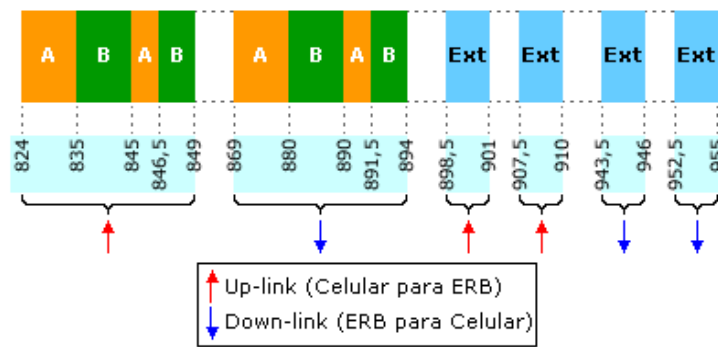 A B A B A B A B Ext Ext Ext Ext
824 835 845 846,5 849 869 880 890 891,5 894 898,5 901 907,5 910 943,5 946 952,5 955
Up-link (Celular para ERB)
Down-link (ERB para Celular)